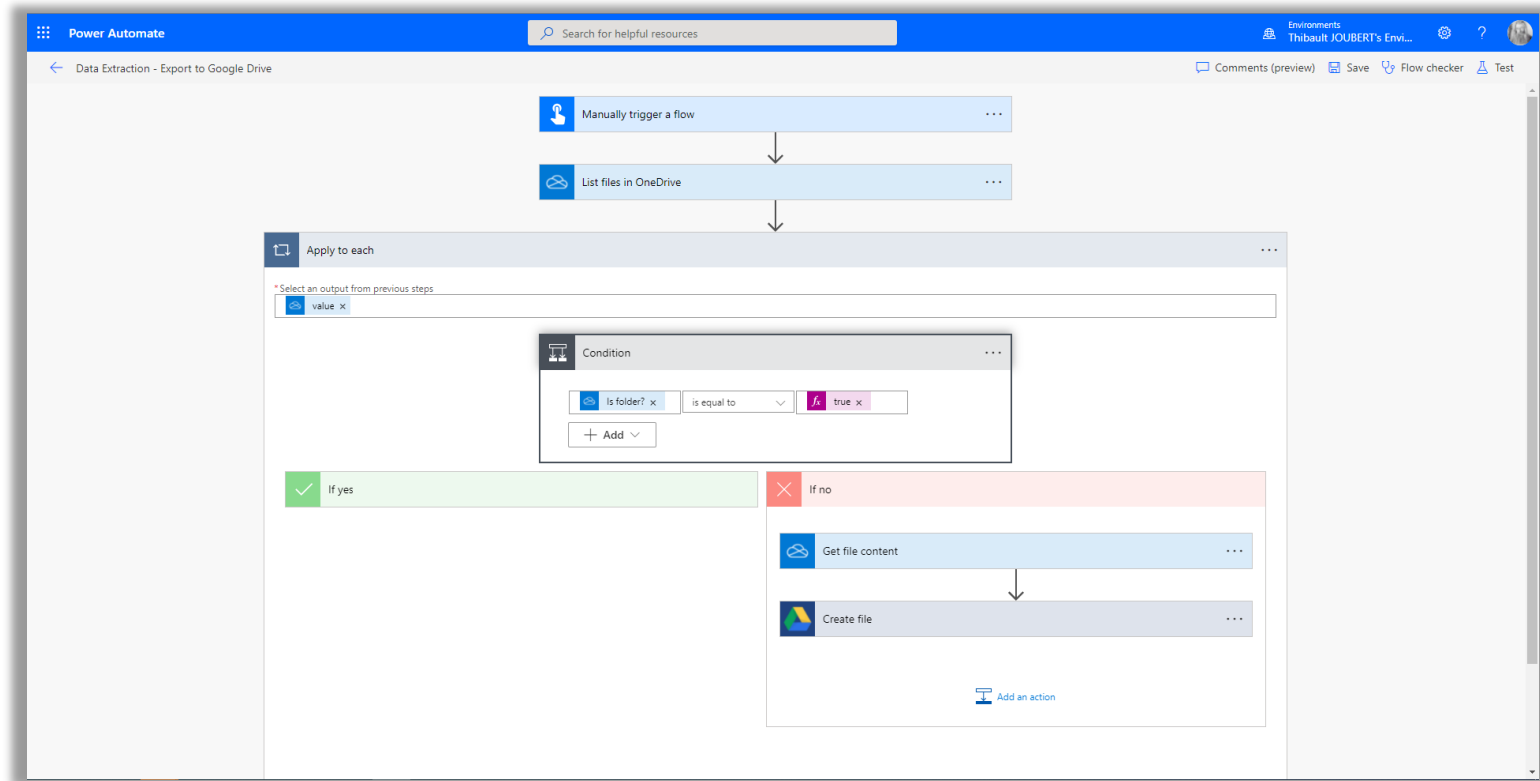 Power Automate
Search for helpful resources
Environments
Thibault JOUBERT's Envi...
Data Extraction - Export to Google Drive
Comments (preview) Save Flow checker Test
Manually trigger a flow
List files in OneDrive
Apply to each
* Select an output from previous steps
value ×
Condition
Is folder? × is equal to fx true ×
+ Add
If yes
If no
Get file content
Create file
Add an action